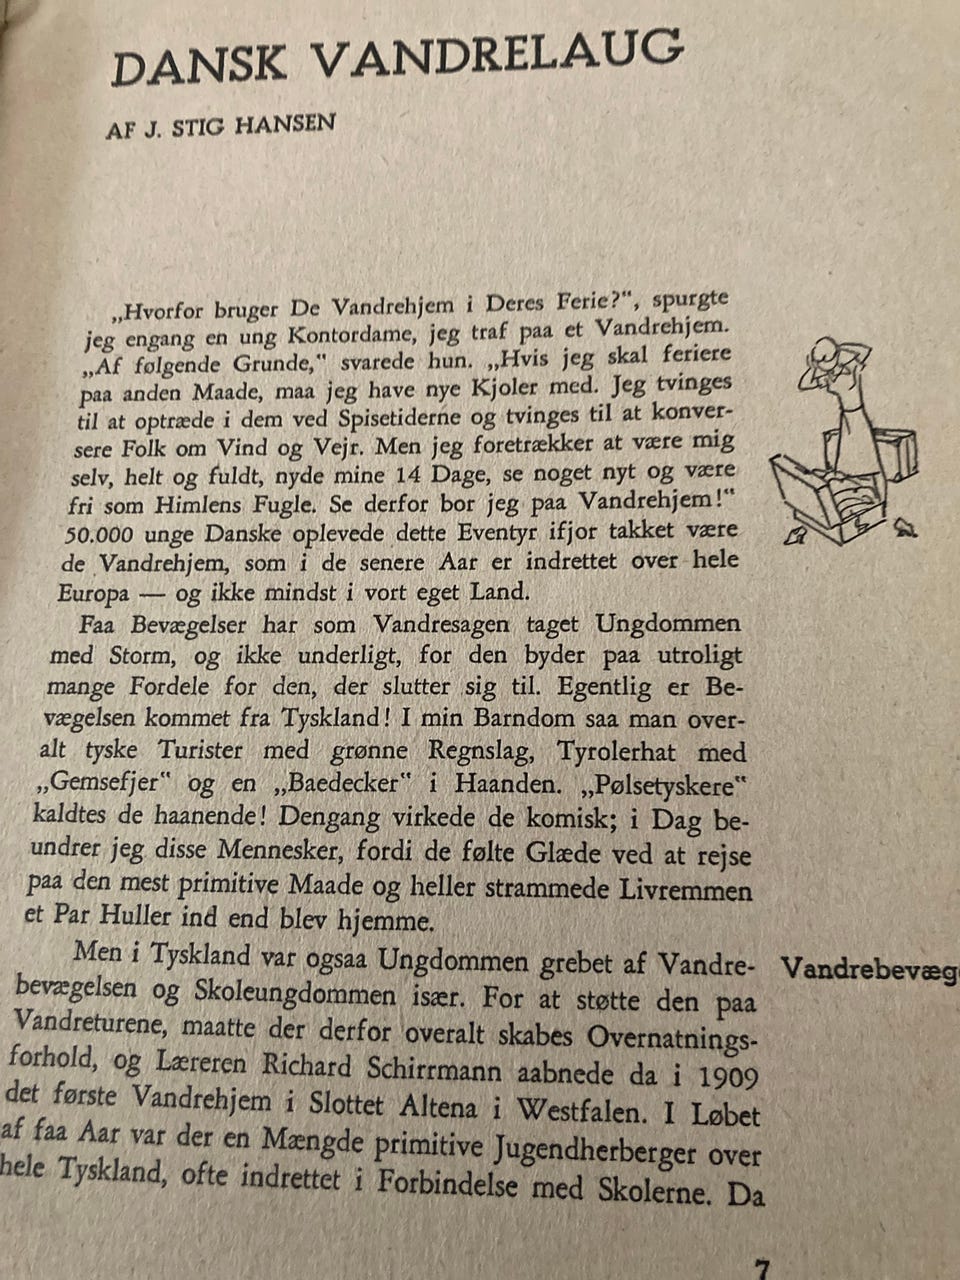 DANSK VANDRELAUG
AF J. STIG HANSEN
„Hvorfor bruger De Vandrehjem i Deres Ferie?“, spurgte
jeg engang en ung Kontordame, jeg traf paa et Vandrehjem.
„Af følgende Grunde,“ svarede hun. „Hvis jeg skal feriere
paa anden Maade, maa jeg have nye Kjoler med. Jeg tvinges
til at optræde i dem ved Spisetiderne og tvinges til at konver-
sere Folk om Vind og Vejr. Men jeg foretrækker at være mig
selv, helt og fuldt, nyde mine 14 Dage, se noget nyt og være
fri som Himlens Fugle. Se derfor bor jeg paa Vandrehjem!“
50.000 unge Danske oplevede dette Eventyr ifjor takket være
de Vandrehjem, som i de senere Aar er indrettet over hele
Europa — og ikke mindst i vort eget Land.
Faa Bevægelser har som Vandresagen taget Ungdommen
med Storm, og ikke underligt, for den byder paa utroligt
mange Fordele for den, der slutter sig til. Egentlig er Be-
vægelsen kommet fra Tyskland! I min Barndom saa man over-
alt tyske Turister med grønne Regnslag, Tyrolerhat med
„Gemsefjer“ og en „Baedecker“ i Haanden. „Pølsetyskere“
kaldtes de haanende! Dengang virkede de komisk; i Dag be-
undrer jeg disse Mennesker, fordi de følte Glæde ved at rejse
paa den mest primitive Maade og heller strammede Livremmen
et Par Huller ind end blev hjemme.
Men i Tyskland var ogsaa Ungdommen grebet af Vandre-
bevægelsen og Skoleungdommen især. For at støtte den paa
Vandreturene, maatte der derfor overalt skabes Overnatnings-
forhold, og Læreren Richard Schirrmann aabnede da i 1909
det første Vandrehjem i Slottet Altena i Westfalen. I Løbet
af faa Aar var der en Mængde primitive Jugendherberger over
hele Tyskland, ofte indrettet i Forbindelse med Skolerne. Da
Vandrebevæg
7